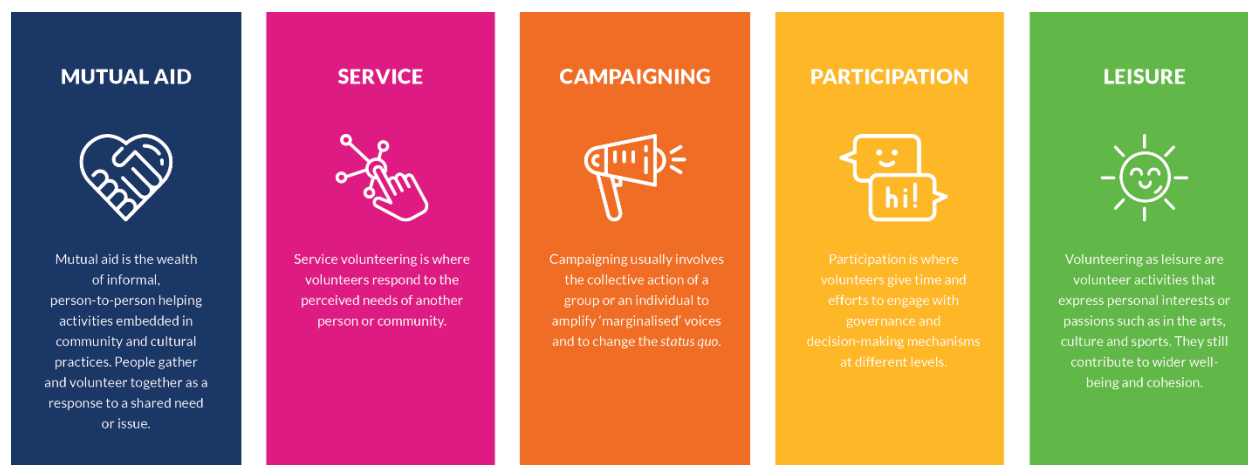 MUTUAL AID
Mutual aid is the wealth
of informal,
person-to-person helping
activities embedded in
community and cultural
practices. People gather
and volunteer together as a
response to a shared need
or issue.
SERVICE
Service volunteering is where
volunteers respond to the
perceived needs of another
person or community.
CAMPAIGNING
Campaigning usually involves
the collective action of a
group or an individual to
amplify ‘marginalised’ voices
and to change the status quo.
PARTICIPATION
hi!
Participation is where
volunteers give time and
efforts to engage with
governance and
decision-making mechanisms
at different levels.
LEISURE
Volunteering as leisure are
volunteer activities that
express personal interests or
passions such as in the arts,
culture and sports. They still
contribute to wider well-
being and cohesion.